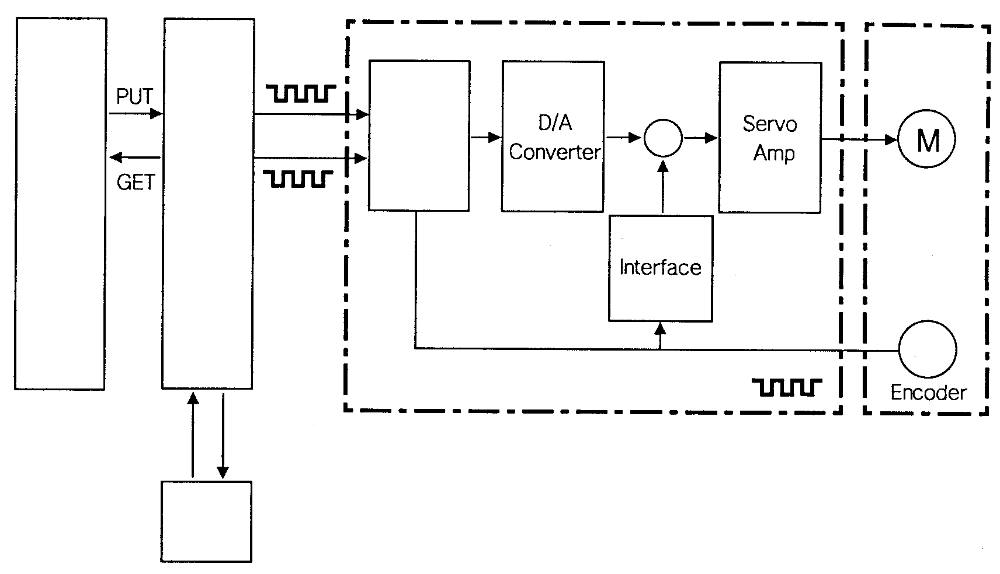 PUT
GET
D/A
Converter
Servo
Amp
M
Interface
Encoder